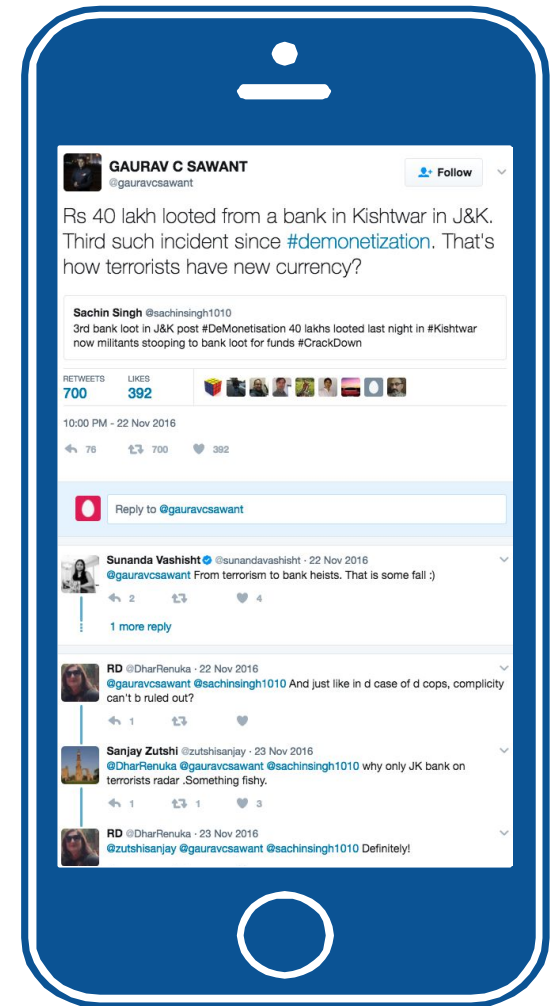 GAURAV C SAWANT
@gauravcsawant
Follow
Rs 40 lakh looted from a bank in Kishtwar in J&K.
Third such incident since #demonetization. That's
how terrorists have new currency?
Sachin Singh @sachinsingh1010
3rd bank loot in J&K post #DeMonetisation 40 lakhs looted last night in #Kishtwar
now militants stooping to bank loot for funds #CrackDown
RETWEETS LIKES
700 392
10:00 PM - 22 Nov 2016
76 700 392
Reply to @gauravcsawant
Sunanda Vashisht @sunandavashisht · 22 Nov 2016
@gauravcsawant From terrorism to bank heists. That is some fall :)
2 4
1 more reply
RD @DharRenuka · 22 Nov 2016
@gauravcsawant @sachinsingh1010 And just like in d case of d cops, complicity
can't b ruled out?
1
Sanjay Zutshi @zutshisanjay · 23 Nov 2016
@DharRenuka @gauravcsawant @sachinsingh1010 why only JK bank on
terrorists radar .Something fishy.
1 1 3
RD @DharRenuka · 23 Nov 2016
@zutshisanjay @gauravcsawant @sachinsingh1010 Definitely!